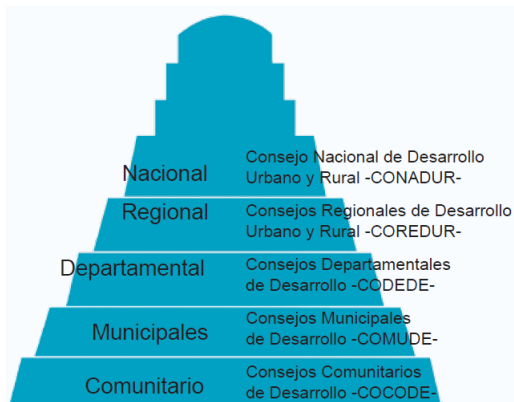 Nacional
Consejo Nacional de Desarrollo
Urbano y Rural -CONADUR-
Regional
Consejos Regionales de Desarrollo
Urbano y Rural -COREDUR-
Departamental
Consejos Departamentales
de Desarrollo -CODEDE-
Municipales
Consejos Municipales
de Desarrollo -COMUDE-
Comunitario
Consejos Comunitarios
de Desarrollo -COCODE-